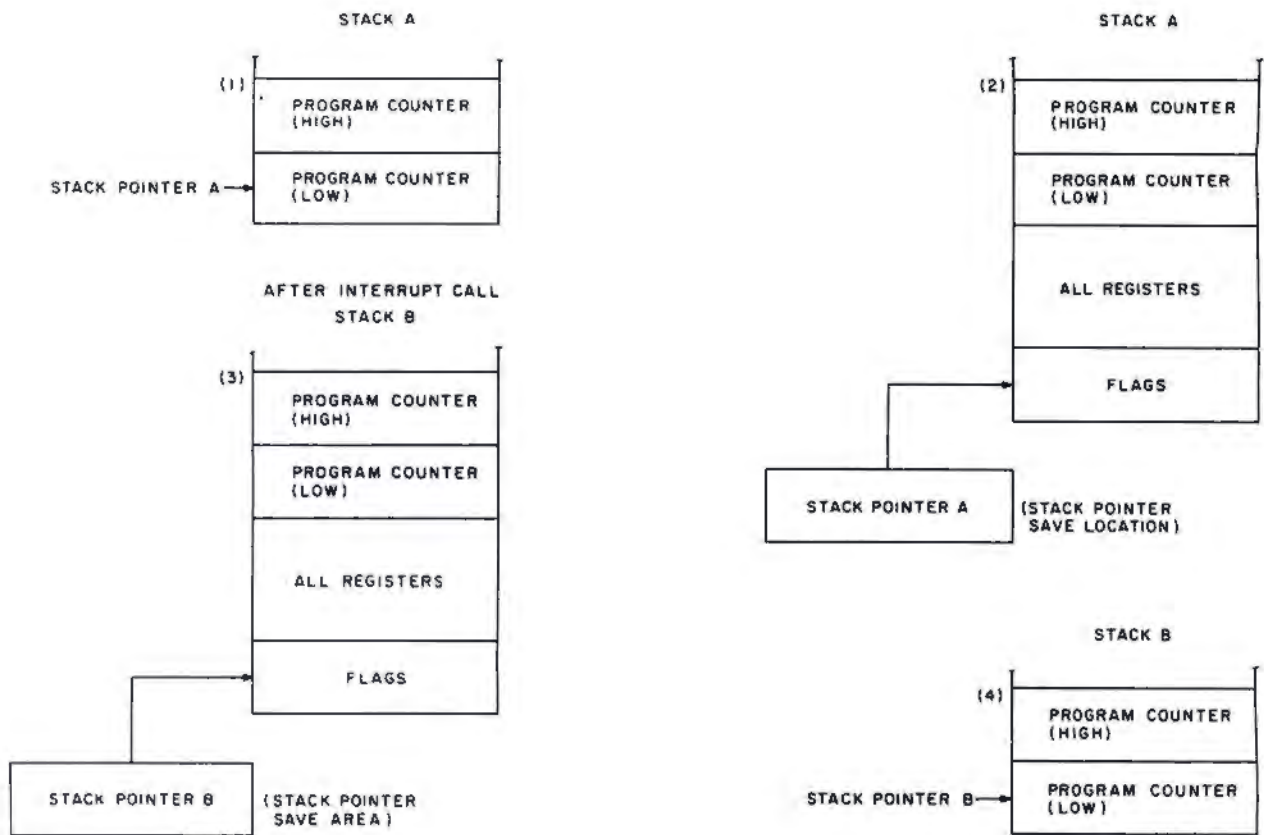 STACK A
(1)
PROGRAM COUNTER
(HIGH)
STACK POINTER A
PROGRAM COUNTER
(LOW)
AFTER INTERRUPT CALL
STACK B
(3)
PROGRAM COUNTER
(HIGH)
PROGRAM COUNTER
(LOW)
ALL REGISTERS
FLAGS
STACK POINTER B
(STACK POINTER
SAVE AREA)
STACK A
(2)
PROGRAM COUNTER
(HIGH)
PROGRAM COUNTER
(LOW)
ALL REGISTERS
FLAGS
STACK POINTER A
(STACK POINTER
SAVE LOCATION)
STACK B
(4)
PROGRAM COUNTER
(HIGH)
STACK POINTER B
PROGRAM COUNTER
(LOW)